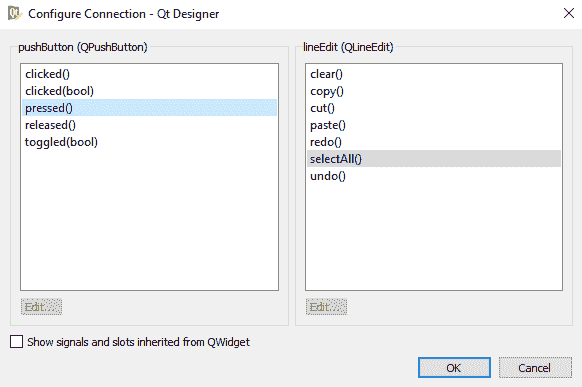 Configure Connection - Qt Designer
pushButton (QPushButton)
clicked()
clicked(bool)
pressed()
released()
toggled(bool)
Edit...
lineEdit (QLineEdit)
clear()
copy()
cut()
paste()
redo()
selectAll()
undo()
Edit...
Show signals and slots inherited from QWidget
OK
Cancel